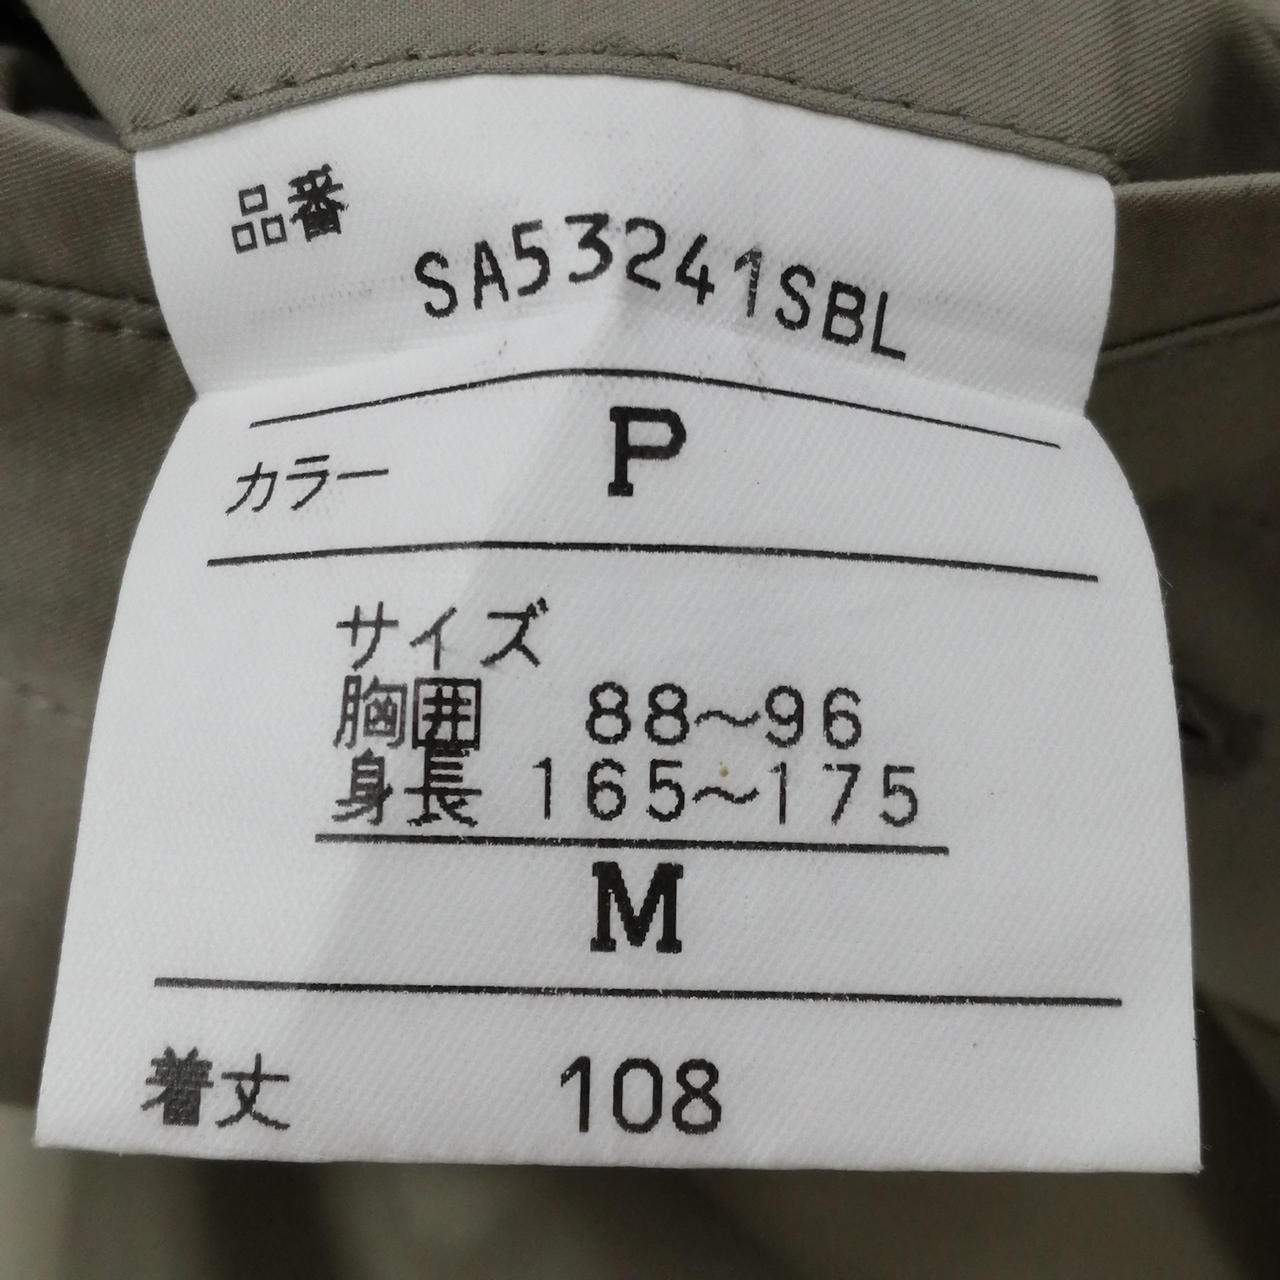 品番
SA53241SBL
カラー P
サイズ
胸囲 88〜96
身長 165〜175
M
着丈 108